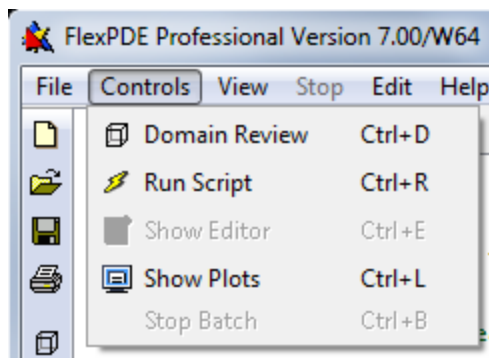 FlexPDE Professional Version 7.00/W64
File Controls View Stop Edit Help
Domain Review Ctrl+D
Run Script Ctrl+R
Show Editor Ctrl+E
Show Plots Ctrl+L
Stop Batch Ctrl+B